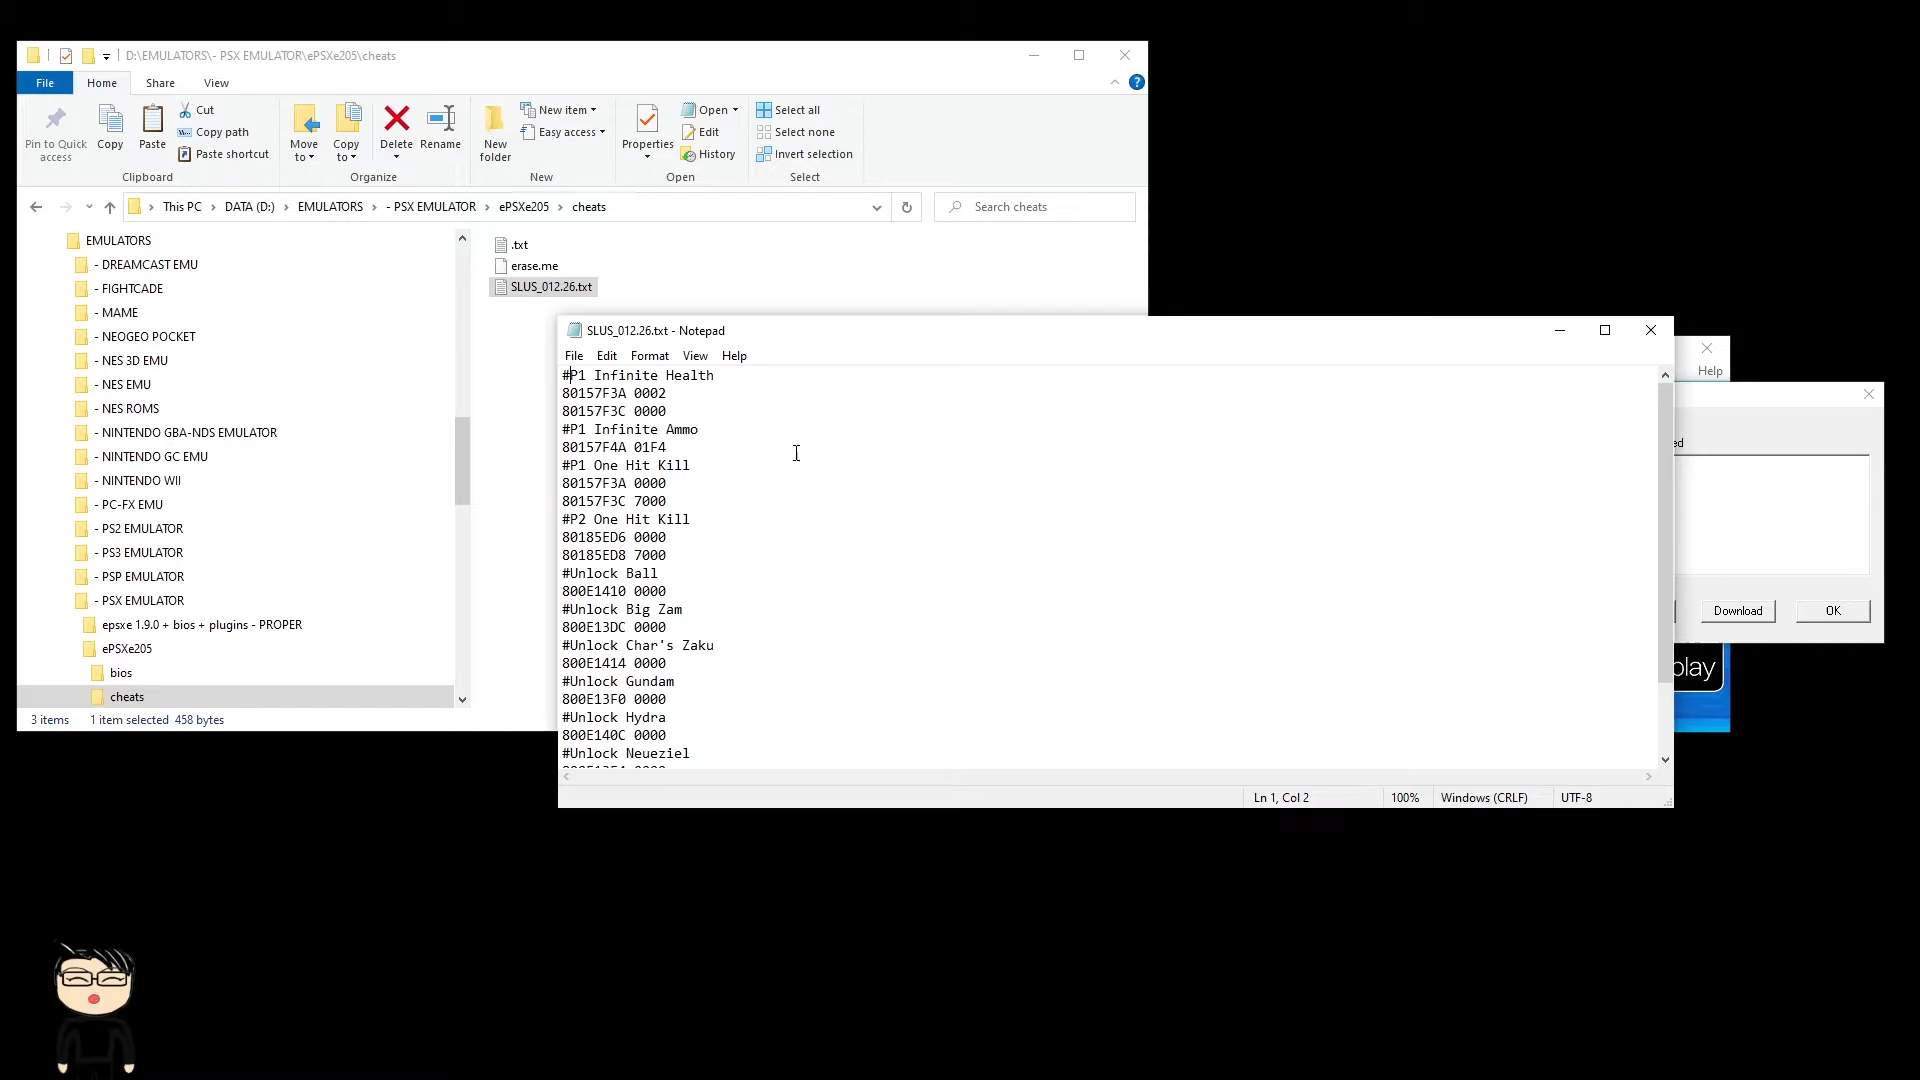 D:\EMULATORS\- PSX EMULATOR\ePSXe205\cheats
File Home Share View
Pin to Quick access
Copy
Paste
Cut
Copy path
Paste shortcut
Clipboard
Move to
Copy to
Delete
Rename
Organize
New folder
New item
Easy access
New
Properties
Open
Edit
History
Open
Select all
Select none
Invert selection
Select
This PC > DATA (D:) > EMULATORS > - PSX EMULATOR > ePSXe205 > cheats
Search cheats
EMULATORS
- DREAMCAST EMU
- FIGHTCADE
- MAME
- NEOGEO POCKET
- NES 3D EMU
- NES EMU
- NES ROMS
- NINTENDO GBA-NDS EMULATOR
- NINTENDO GC EMU
- NINTENDO WII
- PC-FX EMU
- PS2 EMULATOR
- PS3 EMULATOR
- PSP EMULATOR
- PSX EMULATOR
epsxe 1.9.0 + bios + plugins - PROPER
ePSXe205
bios
cheats
.txt
erase.me
SLUS_012.26.txt
3 items 1 item selected 458 bytes
SLUS_012.26.txt - Notepad
File Edit Format View Help
#P1 Infinite Health
80157F3A 0002
80157F3C 0000
#P1 Infinite Ammo
80157F4A 01F4
#P1 One Hit Kill
80157F3A 0000
80157F3C 7000
#P2 One Hit Kill
80185ED6 0000
80185ED8 7000
#Unlock Ball
800E1410 0000
#Unlock Big Zam
800E13DC 0000
#Unlock Char's Zaku
800E1414 0000
#Unlock Gundam
800E13F0 0000
#Unlock Hydra
800E140C 0000
#Unlock Neueziel
Ln 1, Col 2 100% Windows (CRLF) UTF-8
Help
ed
Download OK
play